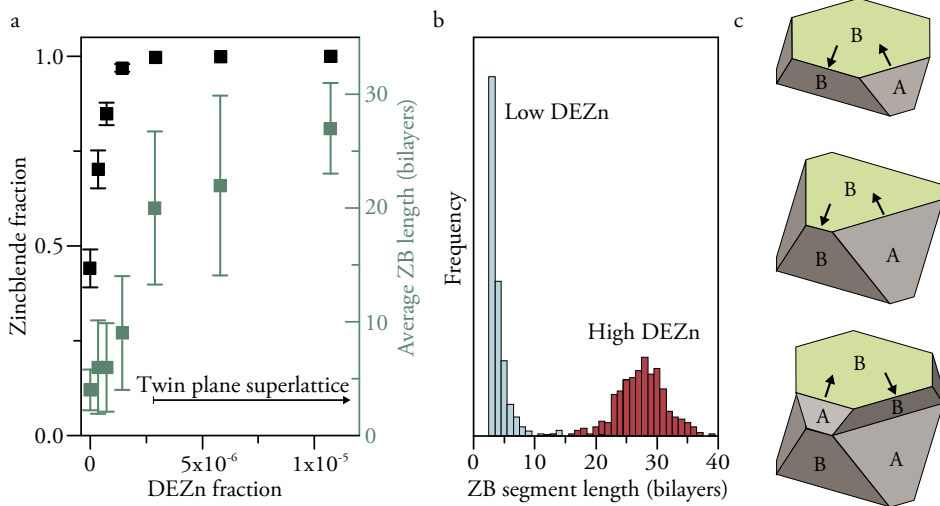 a
1.0
0.5
0.0
Zincblende fraction
30
20
10
0
Average ZB length (bilayers)
Twin plane superlattice
0
5x10⁻⁶
1x10⁻⁵
DEZn fraction
b
Low DEZn
High DEZn
Frequency
0
10
20
30
40
ZB segment length (bilayers)
c
B
B
A
B
B
A
B
A
B
B
A